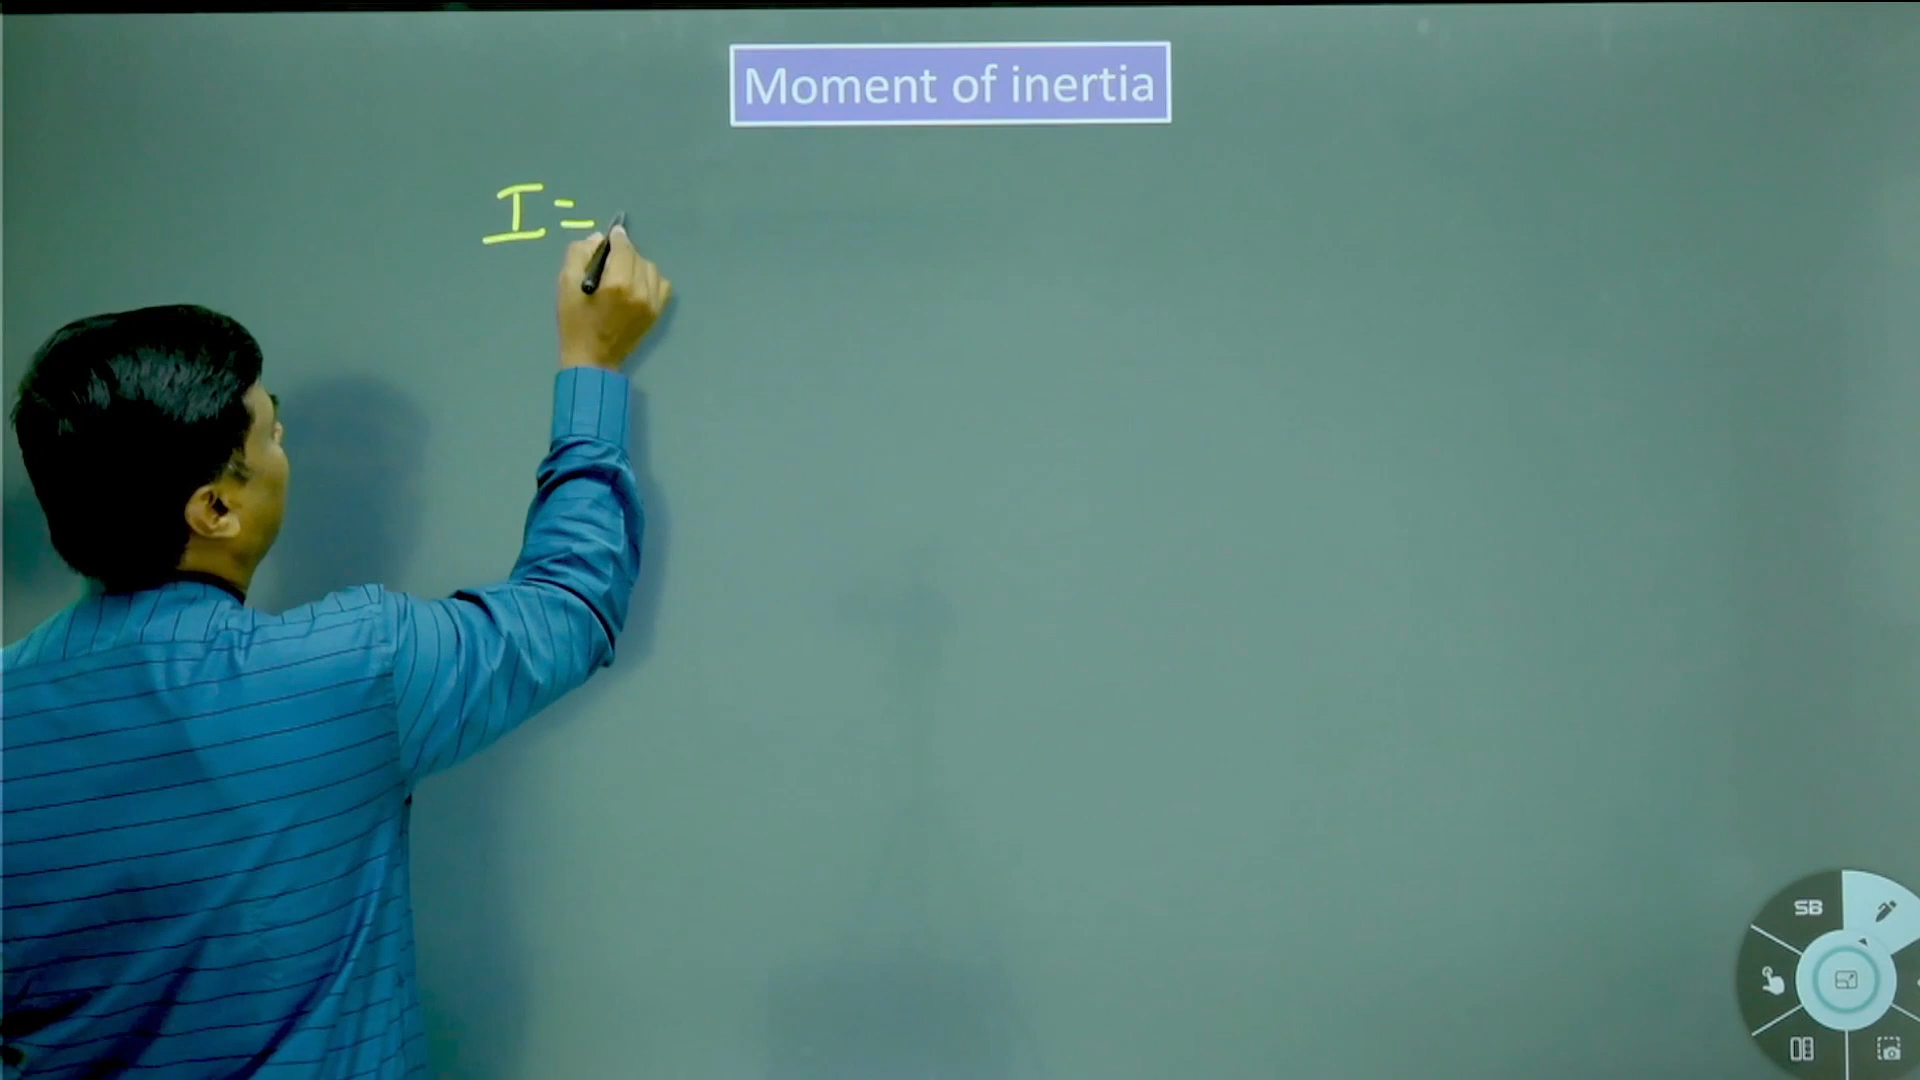 Moment of inertia
I =
SB